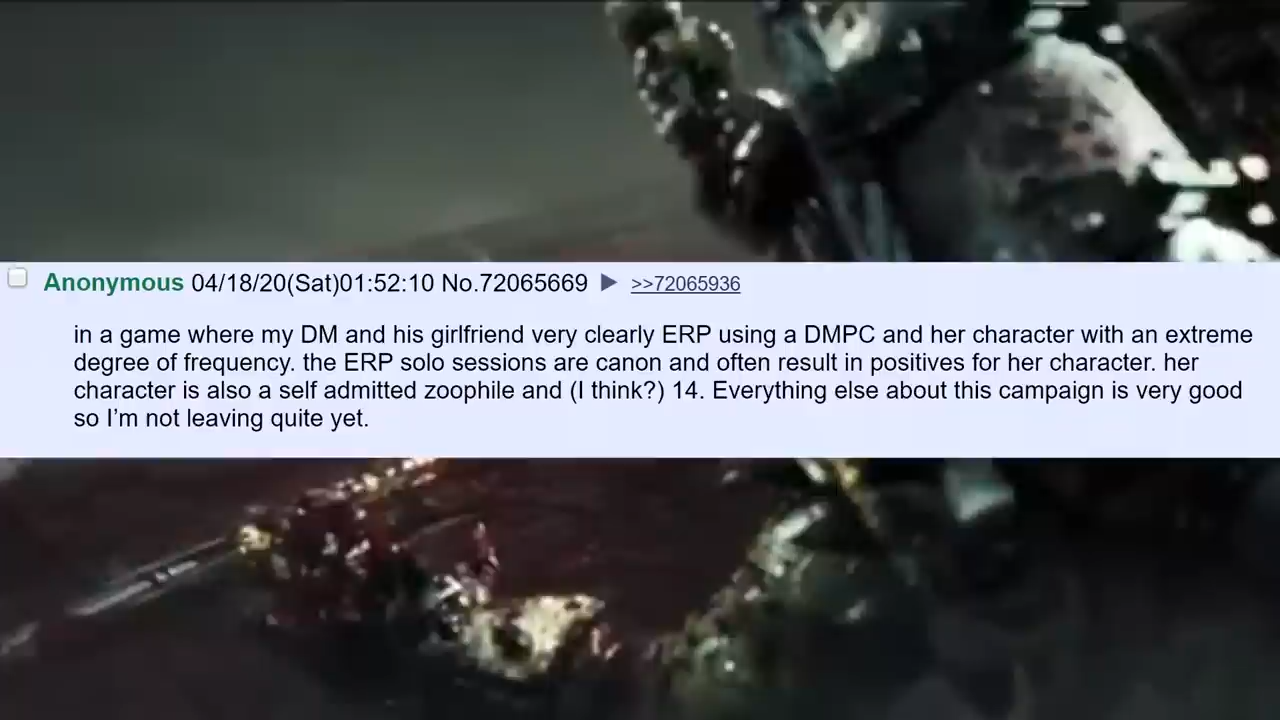 Anonymous 04/18/20(Sat)01:52:10 No.72065669 ▶ >>72065936
in a game where my DM and his girlfriend very clearly ERP using a DMPC and her character with an extreme
degree of frequency. the ERP solo sessions are canon and often result in positives for her character. her
character is also a self admitted zoophile and (I think?) 14. Everything else about this campaign is very good
so I’m not leaving quite yet.